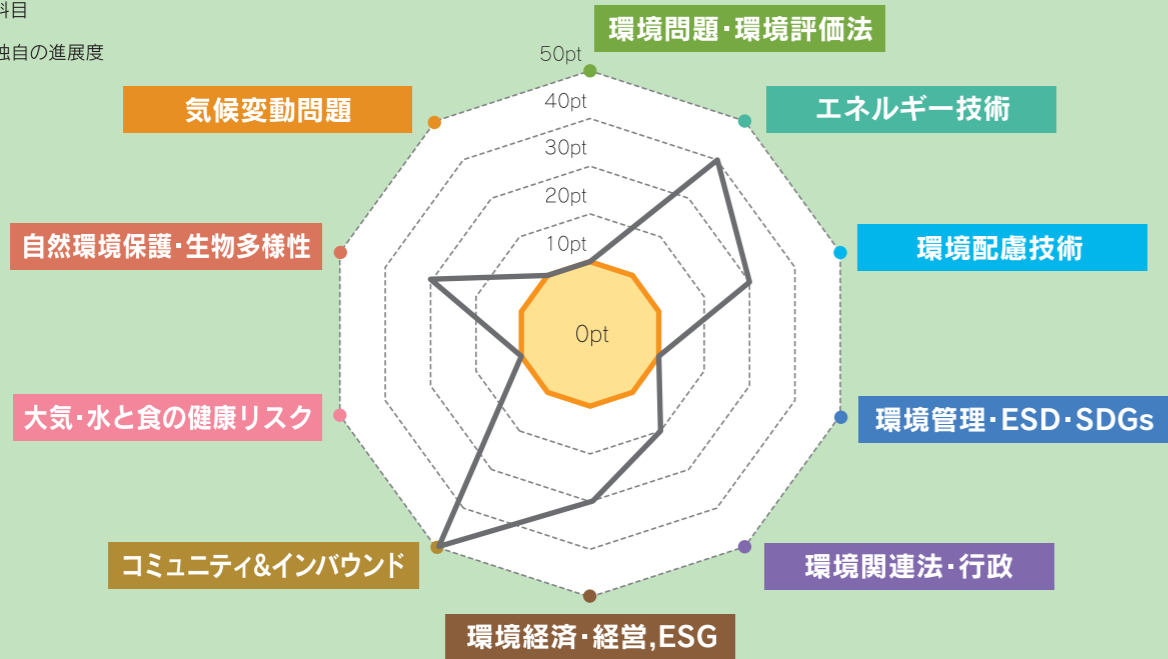 科目
独自の進展度
環境問題・環境評価法
50pt
気候変動問題
40pt
エネルギー技術
30pt
20pt
自然環境保護・生物多様性
10pt
環境配慮技術
0pt
大気・水と食の健康リスク
環境管理・ESD・SDGs
コミュニティ&インバウンド
環境関連法・行政
環境経済・経営,ESG